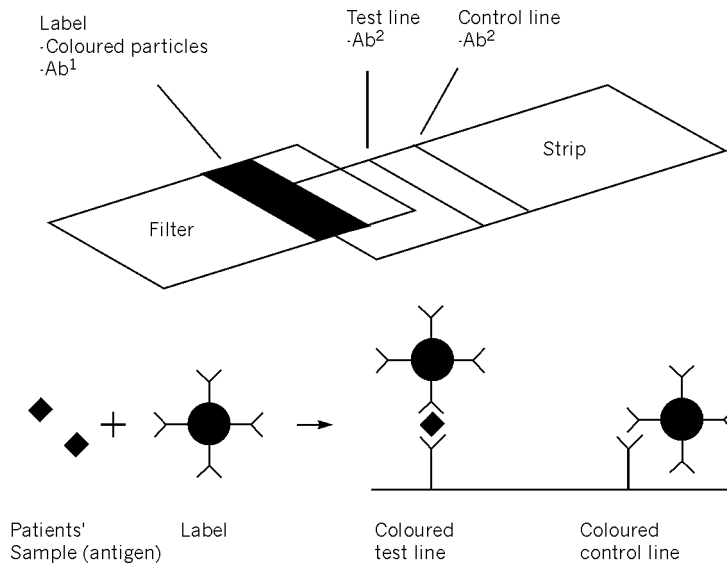 Label
-Coloured particles
-Ab¹
Test line
-Ab²
Control line
-Ab²
Strip
Filter
Patients'
Sample (antigen)
Label
Coloured
test line
Coloured
control line